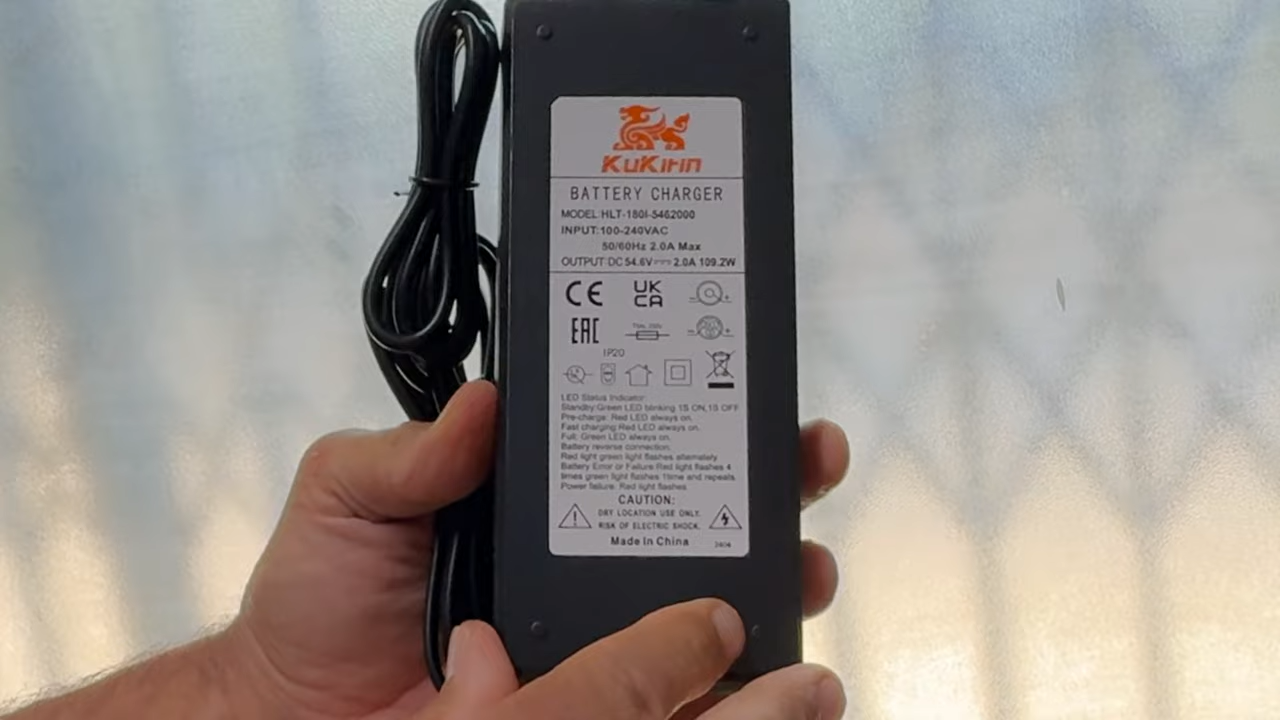 KuKirin
BATTERY CHARGER
MODEL:HLT-180I-5462000
INPUT:100-240VAC
50/60Hz 2.0A Max
OUTPUT:DC 54.6V⎓2.0A 109.2W
CE
UK
CA
EAC
IP20
LED Status Indicator:
Standby:Green LED blinking 1S ON,1S OFF
Pre-charge: Red LED always on.
Fast charging Red LED always on.
Full: Green LED always on.
Battery reverse connection:
Red light green light flashes alternately
Battery Error or Failure:Red light flashes 4
times green light flashes 1time and repeats.
Power failure: Red light flashes
CAUTION:
DRY LOCATION USE ONLY.
RISK OF ELECTRIC SHOCK.
Made In China